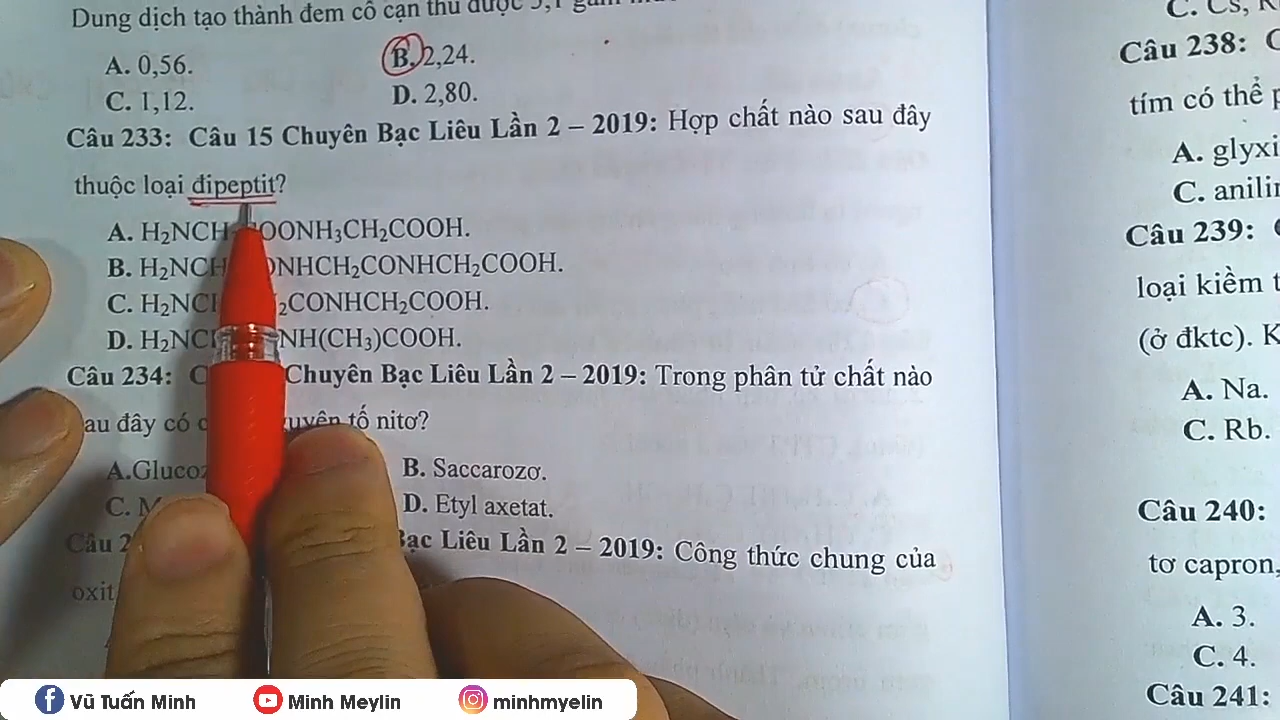 Dung dịch tạo thành đem cô cạn thu được
A. 0,56.
B. 2,24.
C. 1,12.
D. 2,80.
Câu 233: Câu 15 Chuyên Bạc Liêu Lần 2 – 2019: Hợp chất nào sau đây
thuộc loại đipeptit?
A. H₂NCH OONH₃CH₂COOH.
B. H₂NCH NHCH₂CONHCH₂COOH.
C. H₂NC ₂CONHCH₂COOH.
D. H₂NC NH(CH₃)COOH.
Câu 234: Chuyên Bạc Liêu Lần 2 – 2019: Trong phân tử chất nào
au đây có tố nitơ?
A.Gluco
B. Saccarozơ.
C. M
D. Etyl axetat.
Câu 2 Bạc Liêu Lần 2 – 2019: Công thức chung của
oxit
C. Cs,
Câu 238:
tím có thể
A. glyxi
C. anilin
Câu 239:
loại kiềm t
(ở đktc). K
A. Na.
C. Rb.
Câu 240:
tơ capron,
A. 3.
C. 4.
Câu 241:
Vũ Tuấn Minh
Minh Meylin
minhmyelin